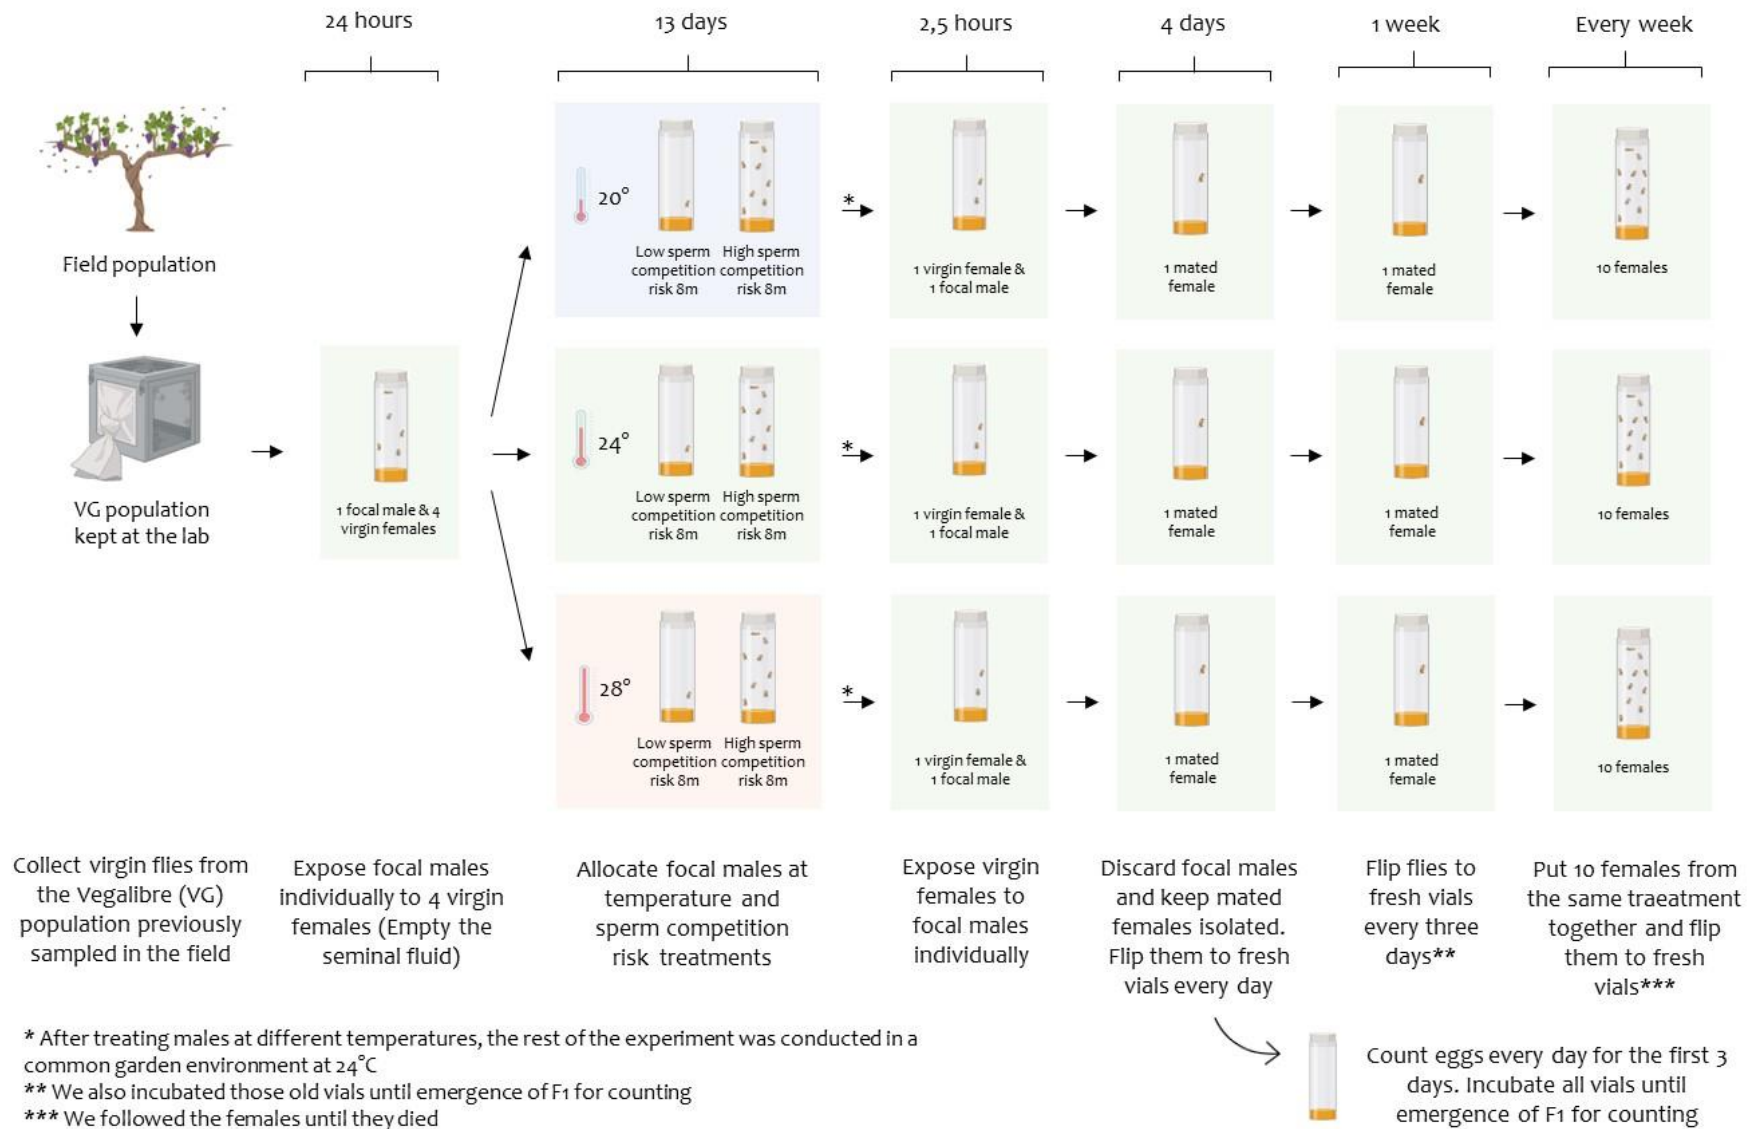 24 hours
13 days
2,5 hours
4 days
1 week
Every week
Field population
VG population
kept at the lab
1 focal male & 4
virgin females
20°
Low sperm
competition
risk 8m
High sperm
competition
risk 8m
1 virgin female &
1 focal male
1 mated
female
1 mated
female
10 females
24°
Low sperm
competition
risk 8m
High sperm
competition
risk 8m
1 virgin female &
1 focal male
1 mated
female
1 mated
female
10 females
28°
Low sperm
competition
risk 8m
High sperm
competition
risk 8m
1 virgin female &
1 focal male
1 mated
female
1 mated
female
10 females
*
*
*
Collect virgin flies from
the Vegalibre (VG)
population previously
sampled in the field
Expose focal males
individually to 4 virgin
females (Empty the
seminal fluid)
Allocate focal males at
temperature and
sperm competition
risk treatments
Expose virgin
females to
focal males
individually
Discard focal males
and keep mated
females isolated.
Flip them to fresh
vials every day
Flip flies to
fresh vials
every three
days**
Put 10 females from
the same traeatment
together and flip
them to fresh
vials***
* After treating males at different temperatures, the rest of the experiment was conducted in a
common garden environment at 24°C
** We also incubated those old vials until emergence of F1 for counting
*** We followed the females until they died
Count eggs every day for the first 3
days. Incubate all vials until
emergence of F1 for counting